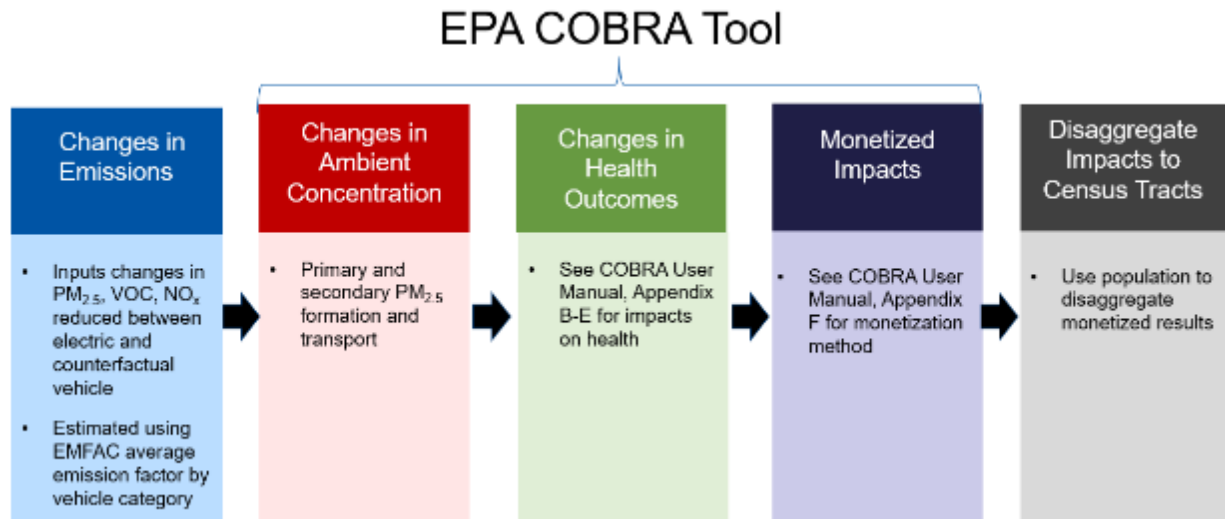 EPA COBRA Tool
Changes in
Emissions
• Inputs changes in
PM2.5, VOC, NOx
reduced between
electric and
counterfactual
vehicle
• Estimated using
EMFAC average
emission factor by
vehicle category
Changes in
Ambient
Concentration
• Primary and
secondary PM2.5
formation and
transport
Changes in
Health
Outcomes
• See COBRA User
Manual, Appendix
B-E for impacts
on health
Monetized
Impacts
• See COBRA User
Manual, Appendix
F for monetization
method
Disaggregate
Impacts to
Census Tracts
• Use population to
disaggregate
monetized results